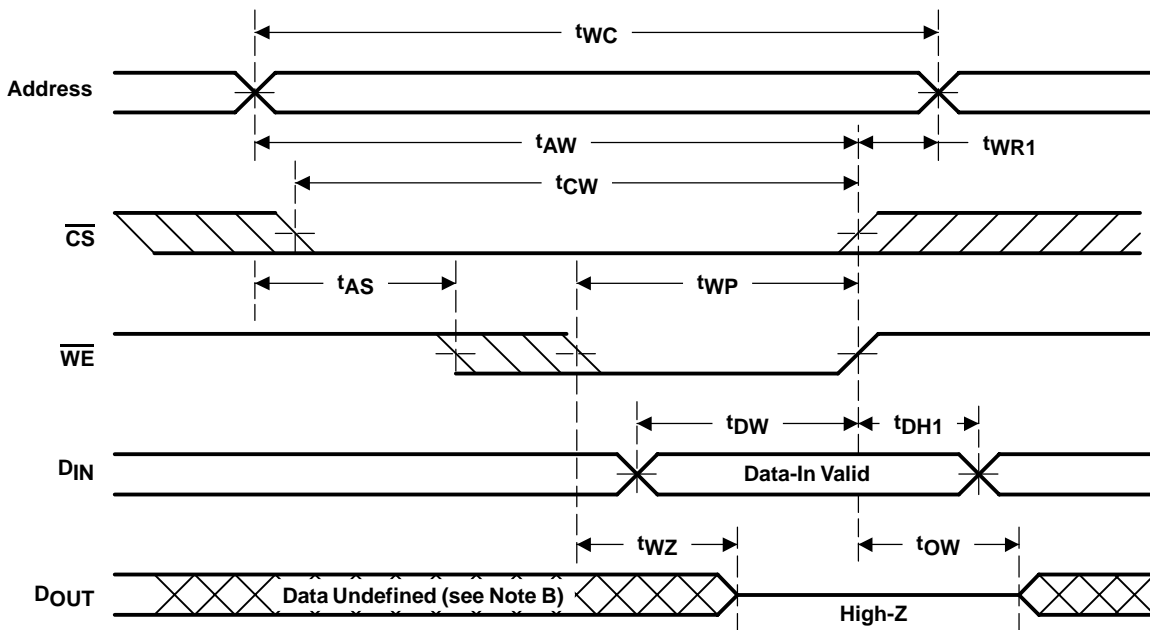 tWC
Address
tAW
tWR1
tCW
CS
tAS
tWP
WE
tDW
tDH1
DIN
Data-In Valid
tWZ
tOW
DOUT
Data Undefined (see Note B)
High-Z